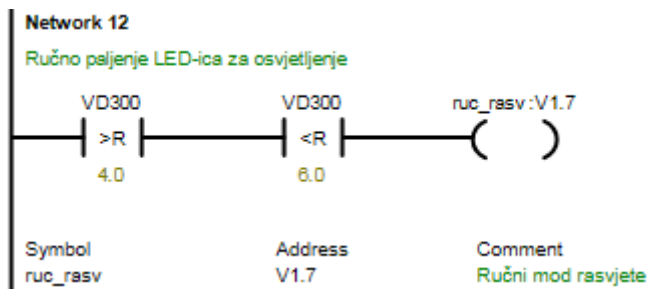 Network 12
Ručno paljenje LED-ica za osvjetljenje
VD300 VD300 ruc_rasv:V1.7
>R <R
4.0 6.0
Symbol Address Comment
ruc_rasv V1.7 Ručni mod rasvjete